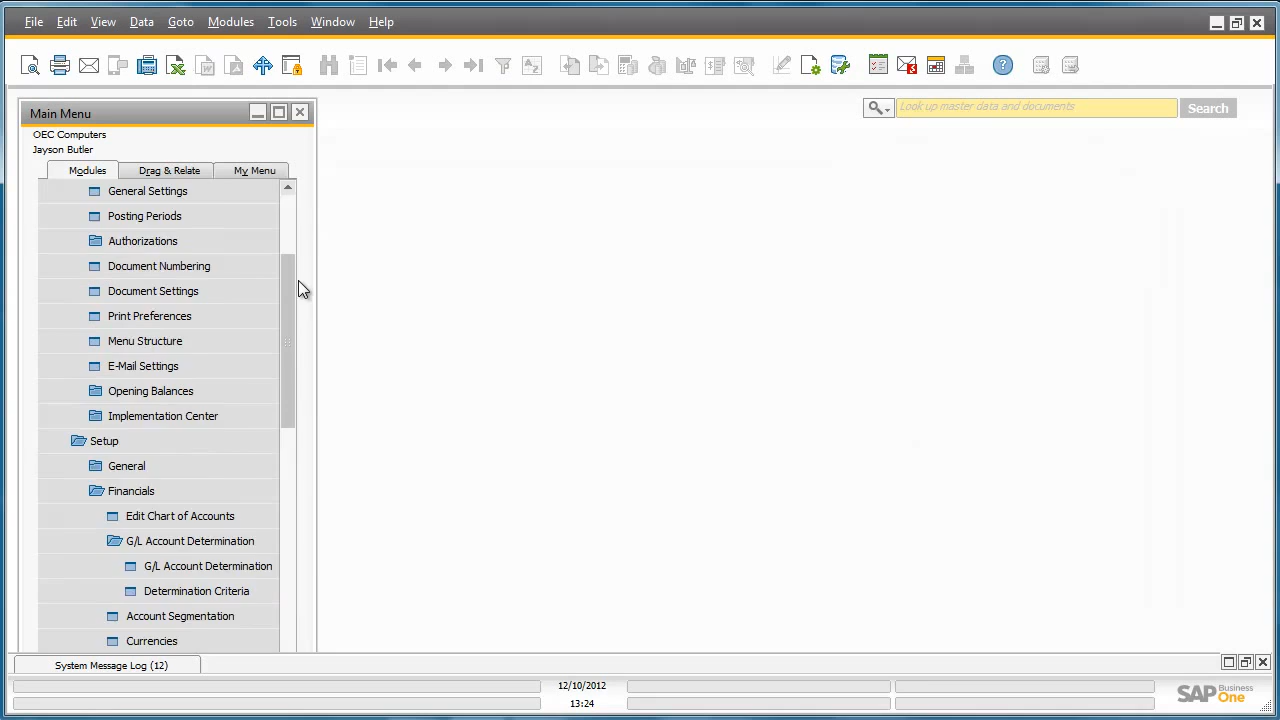 File Edit View Data Goto Modules Tools Window Help
Main Menu
Look up master data and documents
Search
OEC Computers
Jayson Butler
Modules Drag & Relate My Menu
General Settings
Posting Periods
Authorizations
Document Numbering
Document Settings
Print Preferences
Menu Structure
E-Mail Settings
Opening Balances
Implementation Center
Setup
General
Financials
Edit Chart of Accounts
G/L Account Determination
G/L Account Determination
Determination Criteria
Account Segmentation
Currencies
System Message Log (12)
12/10/2012
13:24
SAP Business One